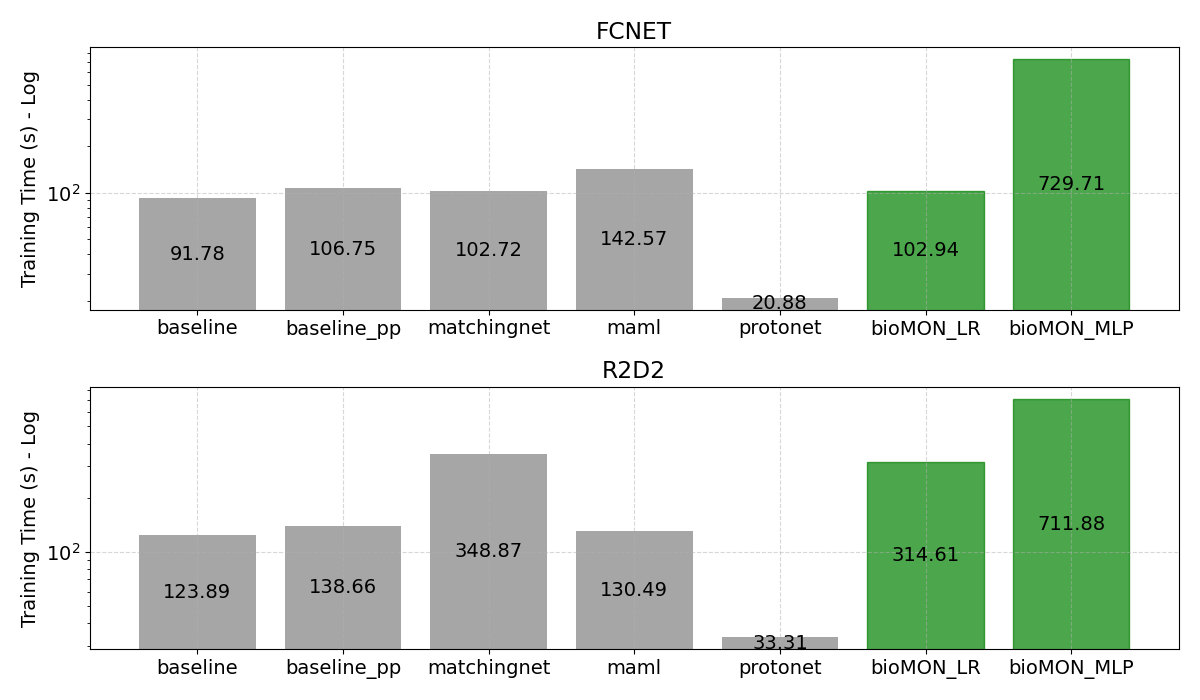 FCNET
Training Time (s) - Log
10²
91.78
106.75
102.72
142.57
20.88
102.94
729.71
baseline baseline_pp matchingnet maml protonet bioMON_LR bioMON_MLP
R2D2
Training Time (s) - Log
10²
123.89
138.66
348.87
130.49
33.31
314.61
711.88
baseline baseline_pp matchingnet maml protonet bioMON_LR bioMON_MLP